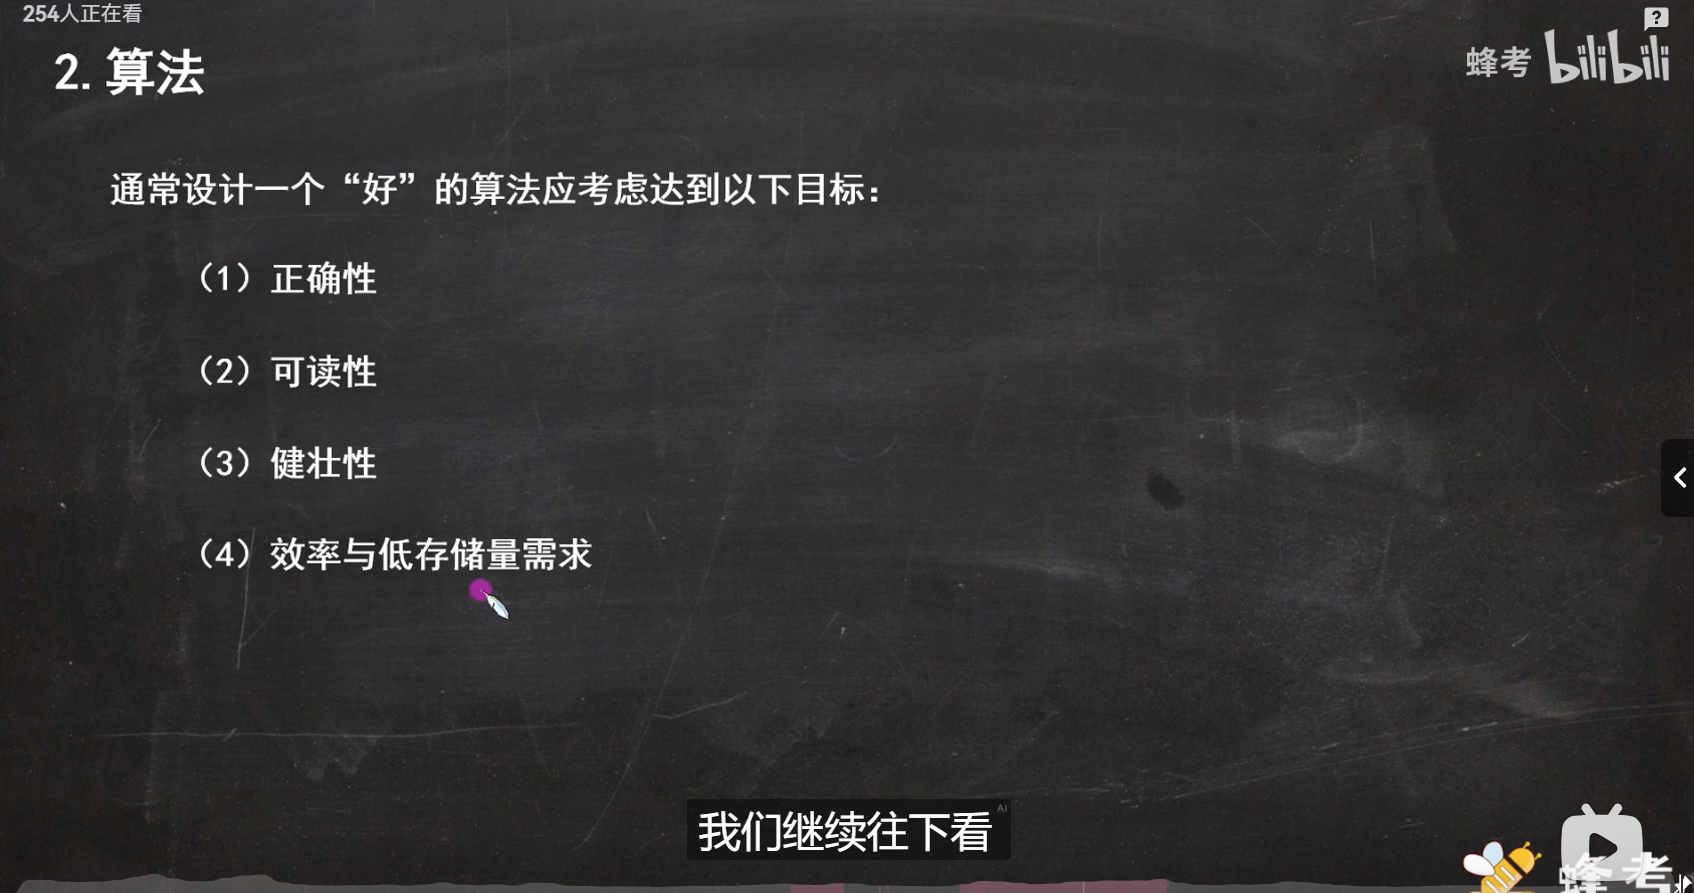 254人正在看
蜂考 bilibili
2. 算法
通常设计一个“好”的算法应考虑达到以下目标：
（1）正确性
（2）可读性
（3）健壮性
（4）效率与低存储量需求
AI
我们继续往下看
蜂考